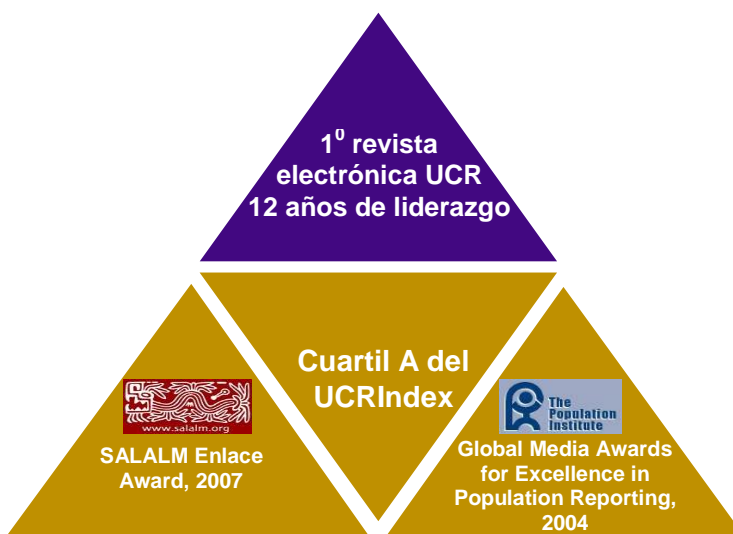 1⁰ revista
electrónica UCR
12 años de liderazgo
Cuartil A del
UCRIndex
www.salalm.org
SALALM Enlace
Award, 2007
The
Population
Institute
Global Media Awards
for Excellence in
Population Reporting,
2004